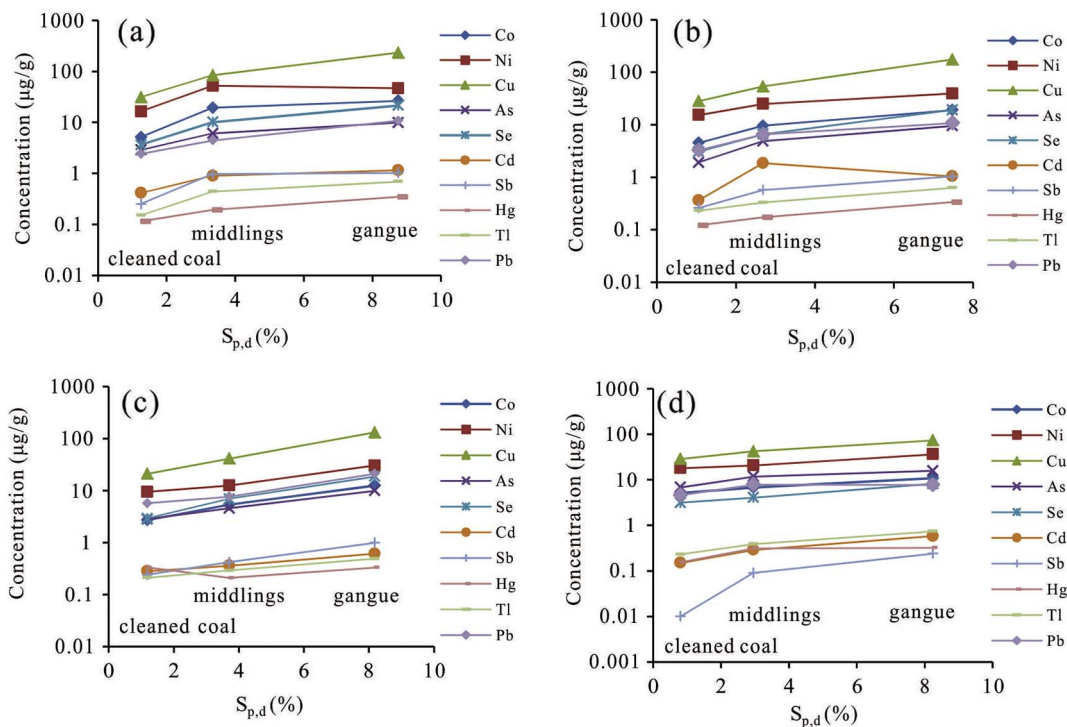 (a)
Concentration (μg/g)
1000
100
10
1
0.1
0.01
cleaned coal
middlings
gangue
0 2 4 6 8 10
Sp,d (%)
Co
Ni
Cu
As
Se
Cd
Sb
Hg
Tl
Pb
(b)
Concentration (μg/g)
1000
100
10
1
0.1
0.01
cleaned coal
middlings
gangue
0 2 4 6 8
Sp,d (%)
Co
Ni
Cu
As
Se
Cd
Sb
Hg
Tl
Pb
(c)
Concentration (μg/g)
1000
100
10
1
0.1
0.01
cleaned coal
middlings
gangue
0 2 4 6 8 10
Sp,d (%)
Co
Ni
Cu
As
Se
Cd
Sb
Hg
Tl
Pb
(d)
Concentration (μg/g)
1000
100
10
1
0.1
0.01
0.001
cleaned coal
middlings
gangue
0 2 4 6 8 10
Sp,d (%)
Co
Ni
Cu
As
Se
Cd
Sb
Hg
Tl
Pb